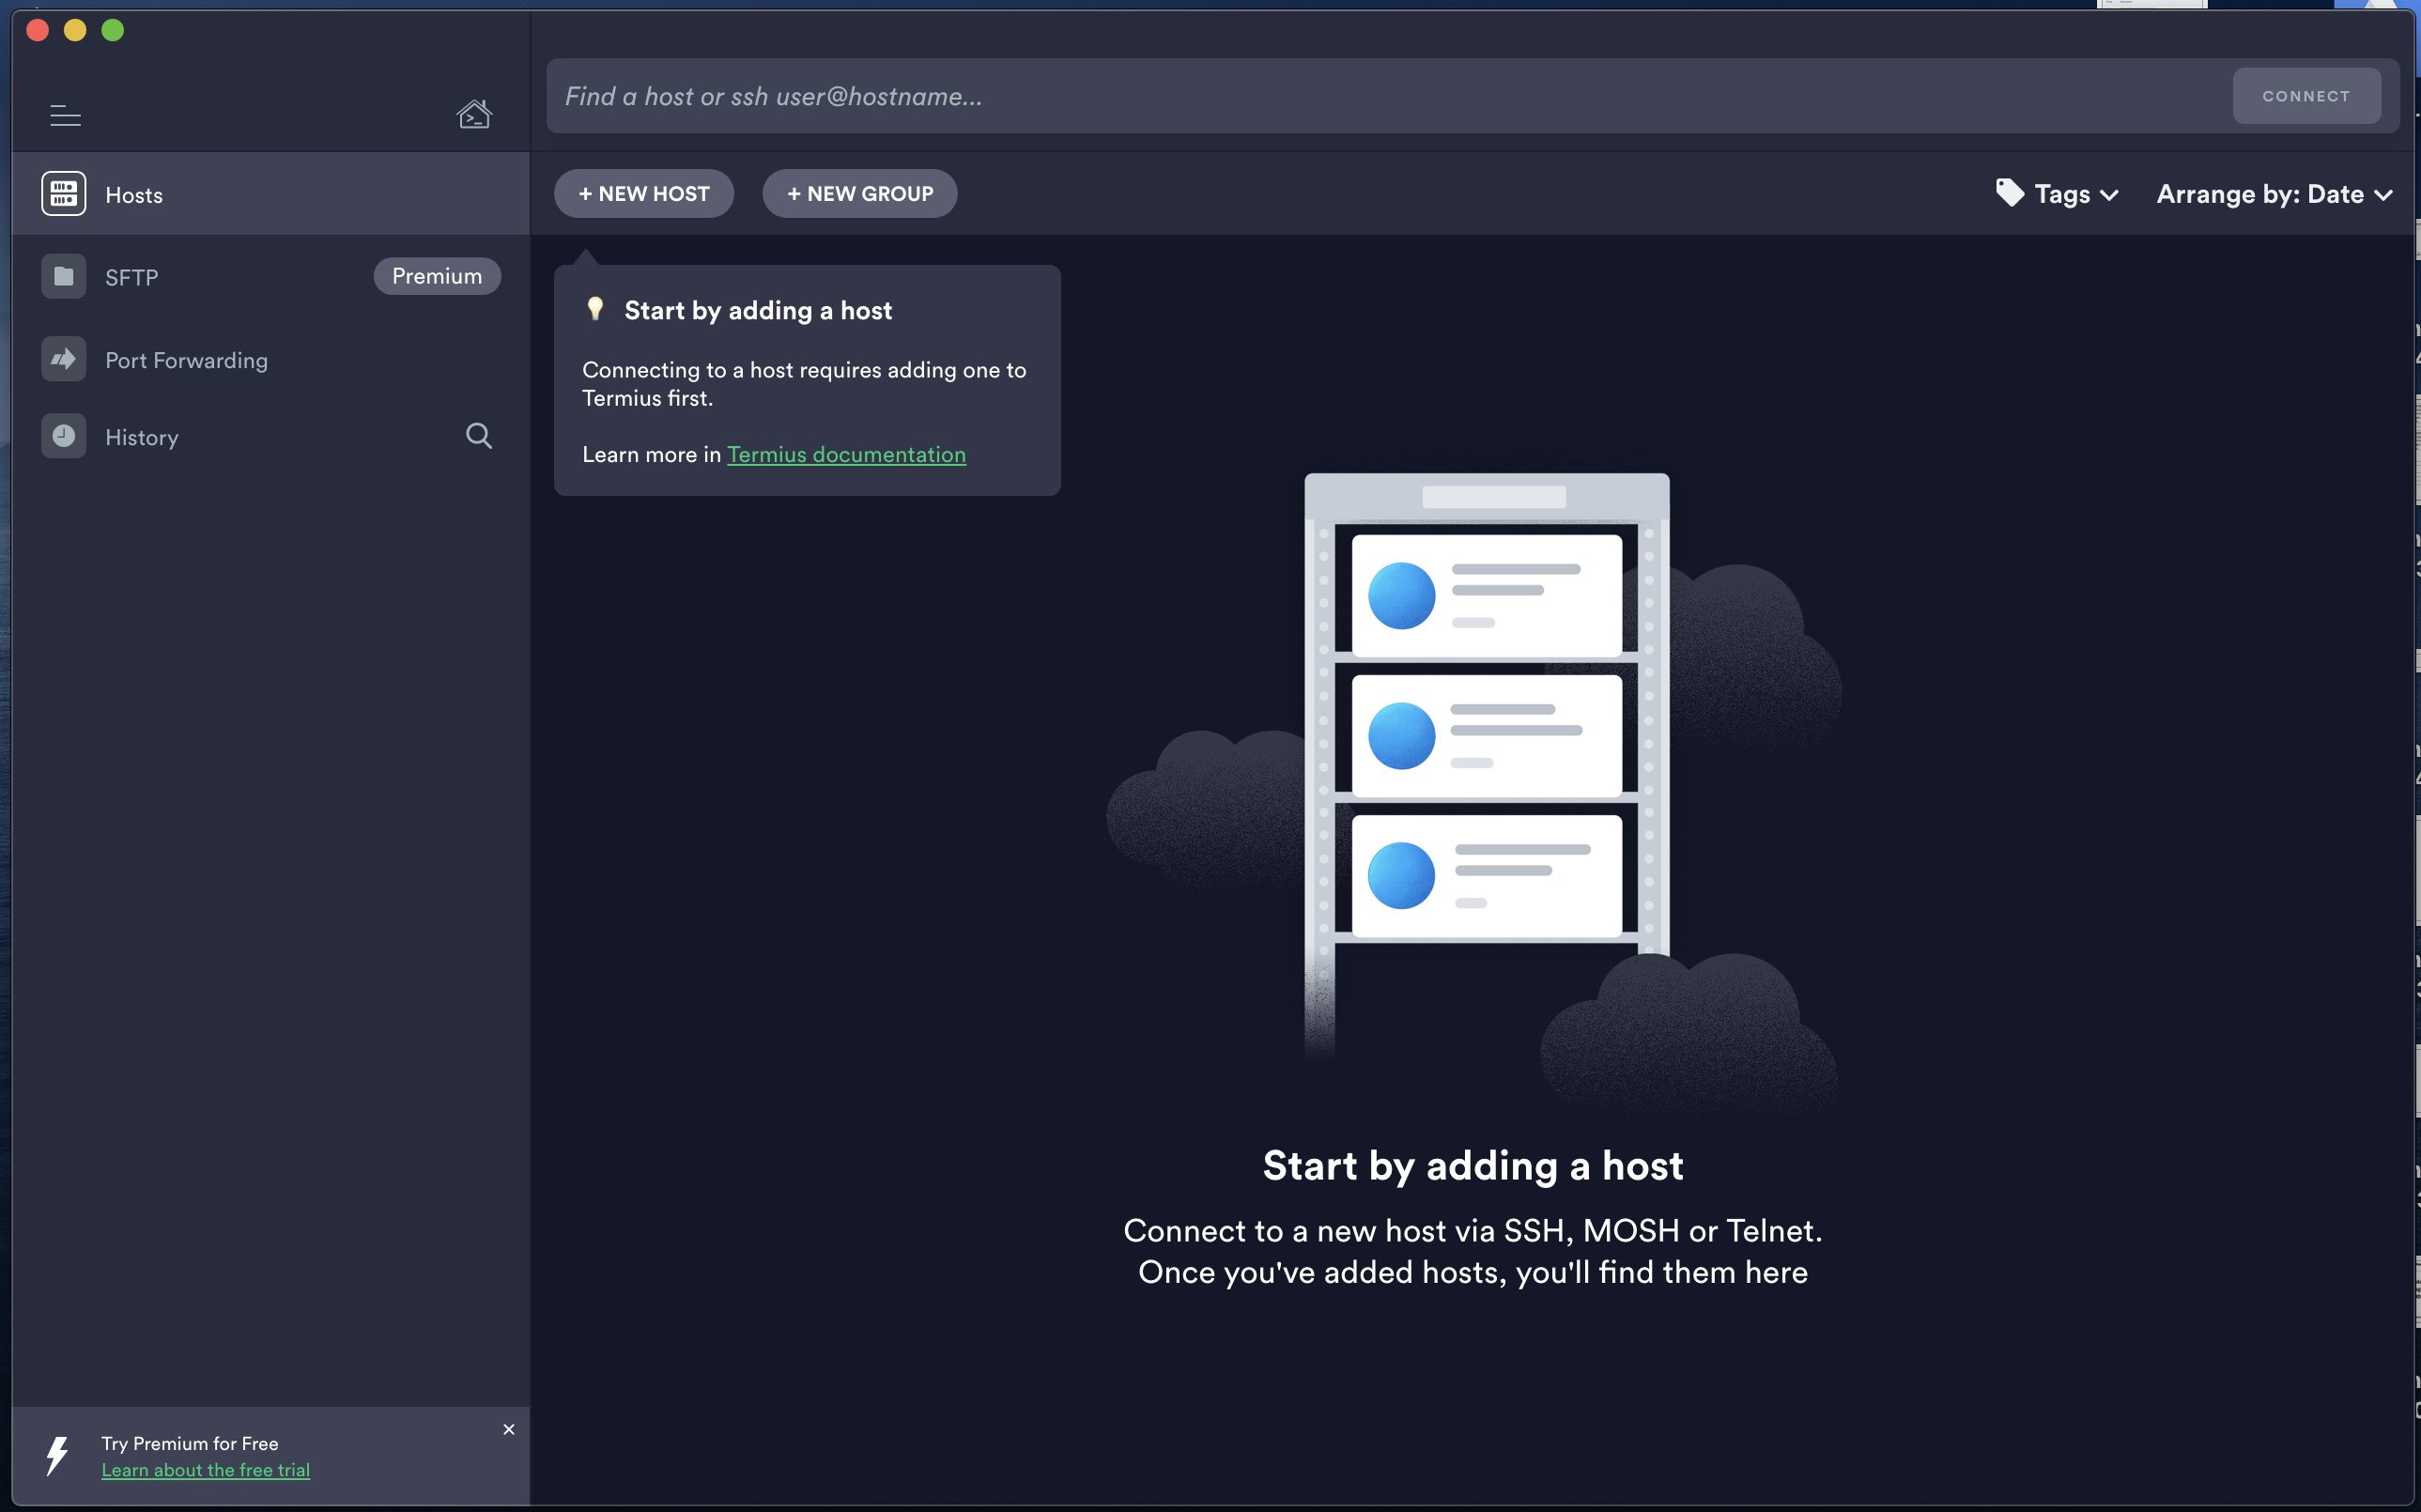 Find a host or ssh user@hostname...
CONNECT
Hosts
+ NEW HOST
+ NEW GROUP
Tags
Arrange by: Date
SFTP
Premium
Port Forwarding
History
Start by adding a host
Connecting to a host requires adding one to
Termius first.
Learn more in Termius documentation
Start by adding a host
Connect to a new host via SSH, MOSH or Telnet.
Once you've added hosts, you'll find them here
Try Premium for Free
Learn about the free trial